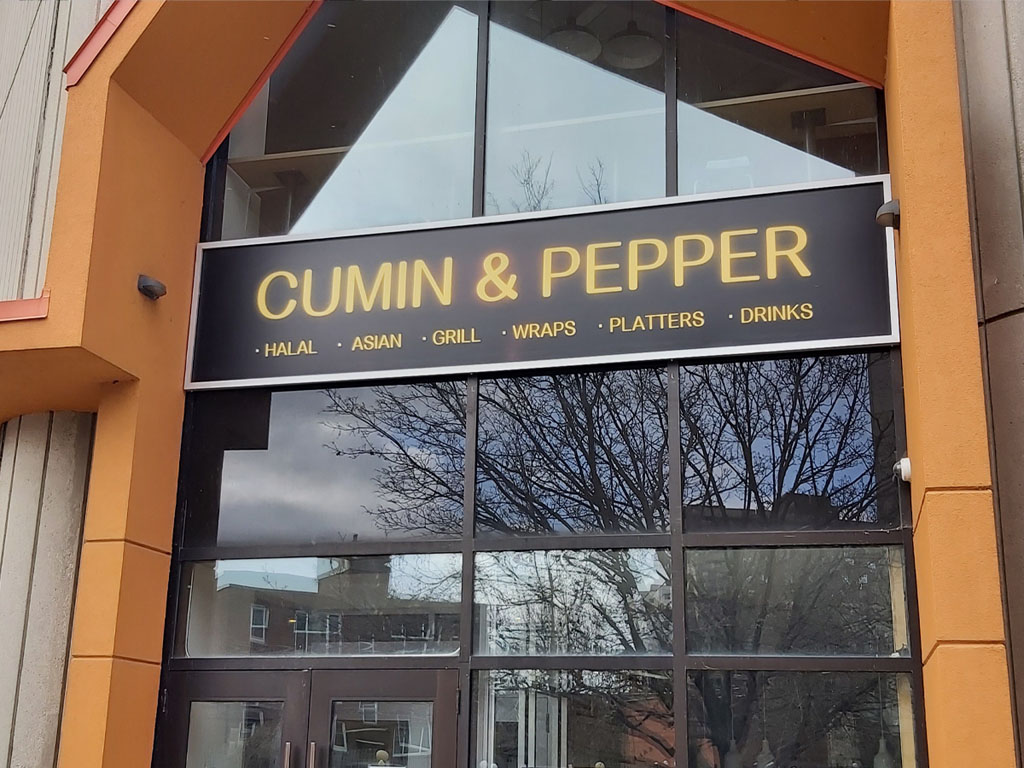 CUMIN & PEPPER
· HALAL · ASIAN · GRILL · WRAPS · PLATTERS · DRINKS